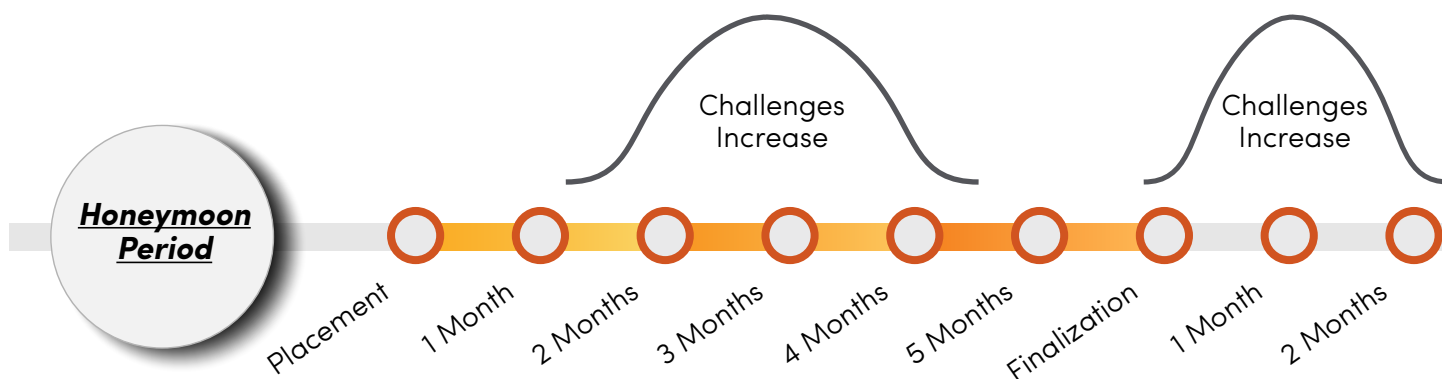 Challenges
Increase
Challenges
Increase
Honeymoon
Period
Placement
1 Month
2 Months
3 Months
4 Months
5 Months
Finalization
1 Month
2 Months